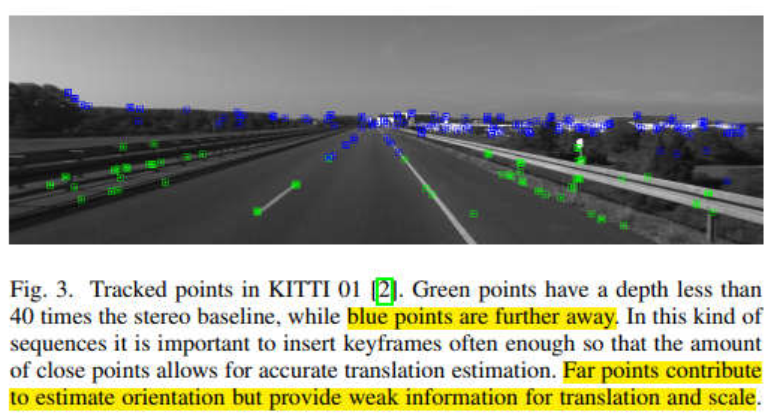 Fig. 3. Tracked points in KITTI 01 [2]. Green points have a depth less than
40 times the stereo baseline, while blue points are further away. In this kind of
sequences it is important to insert keyframes often enough so that the amount
of close points allows for accurate translation estimation. Far points contribute
to estimate orientation but provide weak information for translation and scale.